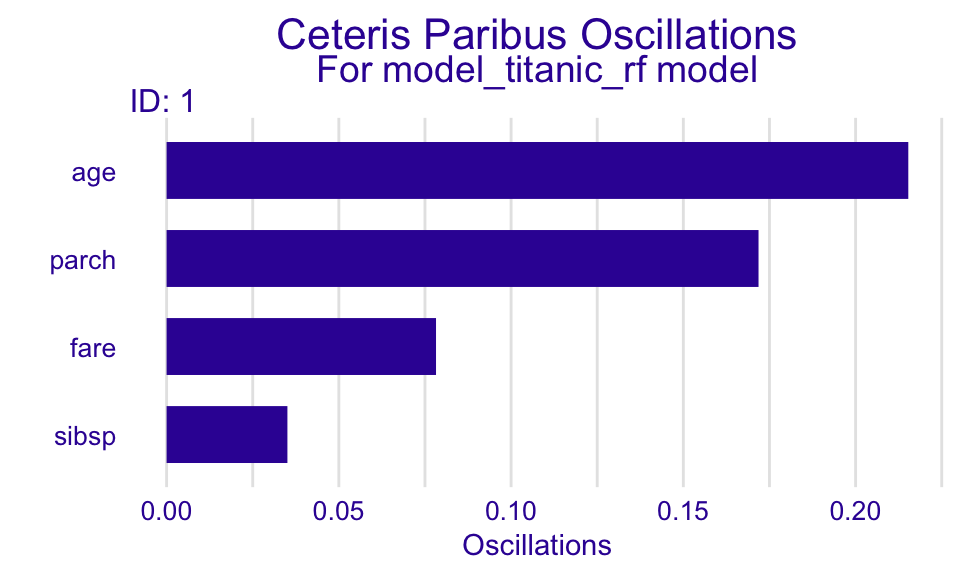 Ceteris Paribus Oscillations
For model_titanic_rf model
ID: 1
age
parch
fare
sibsp
0.00 0.05 0.10 0.15 0.20
Oscillations